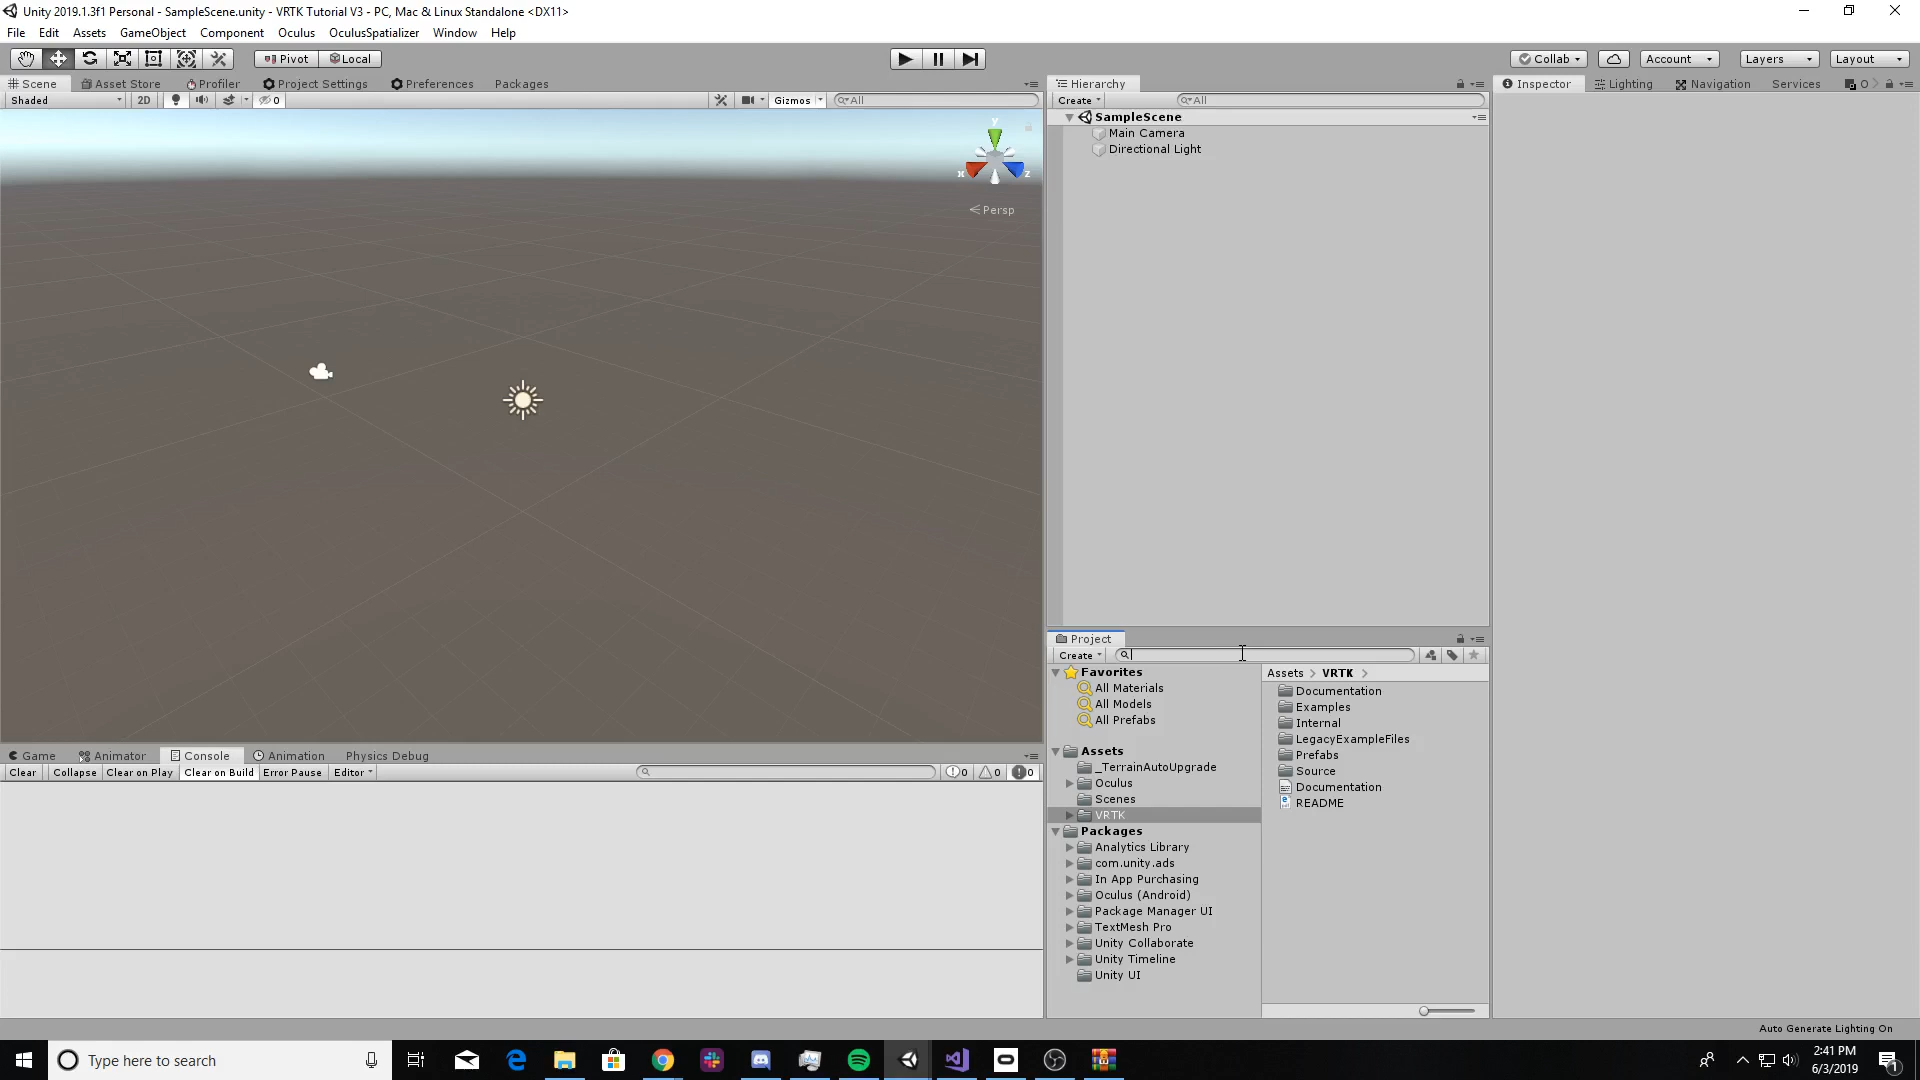 Unity 2019.1.3f1 Personal - SampleScene.unity - VRTK Tutorial V3 - PC, Mac & Linux Standalone <DX11>
File Edit Assets GameObject Component Oculus OculusSpatializer Window Help
Pivot Local
Collab Account Layers Layout
Scene Asset Store Profiler Project Settings Preferences Packages
Hierarchy
Inspector Lighting Navigation Services O
Shaded 2D 0 Gizmos All
Create All
SampleScene
Main Camera
Directional Light
y
x z
Persp
Project
Create
Favorites
All Materials
All Models
All Prefabs
Assets
_TerrainAutoUpgrade
Oculus
Scenes
VRTK
Packages
Analytics Library
com.unity.ads
In App Purchasing
Oculus (Android)
Package Manager UI
TextMesh Pro
Unity Collaborate
Unity Timeline
Unity UI
Assets VRTK
Documentation
Examples
Internal
LegacyExampleFiles
Prefabs
Source
Documentation
README
Game Animator Console Animation Physics Debug
Clear Collapse Clear on Play Clear on Build Error Pause Editor 0 0 0
Auto Generate Lighting On
Type here to search
2:41 PM
6/3/2019
1